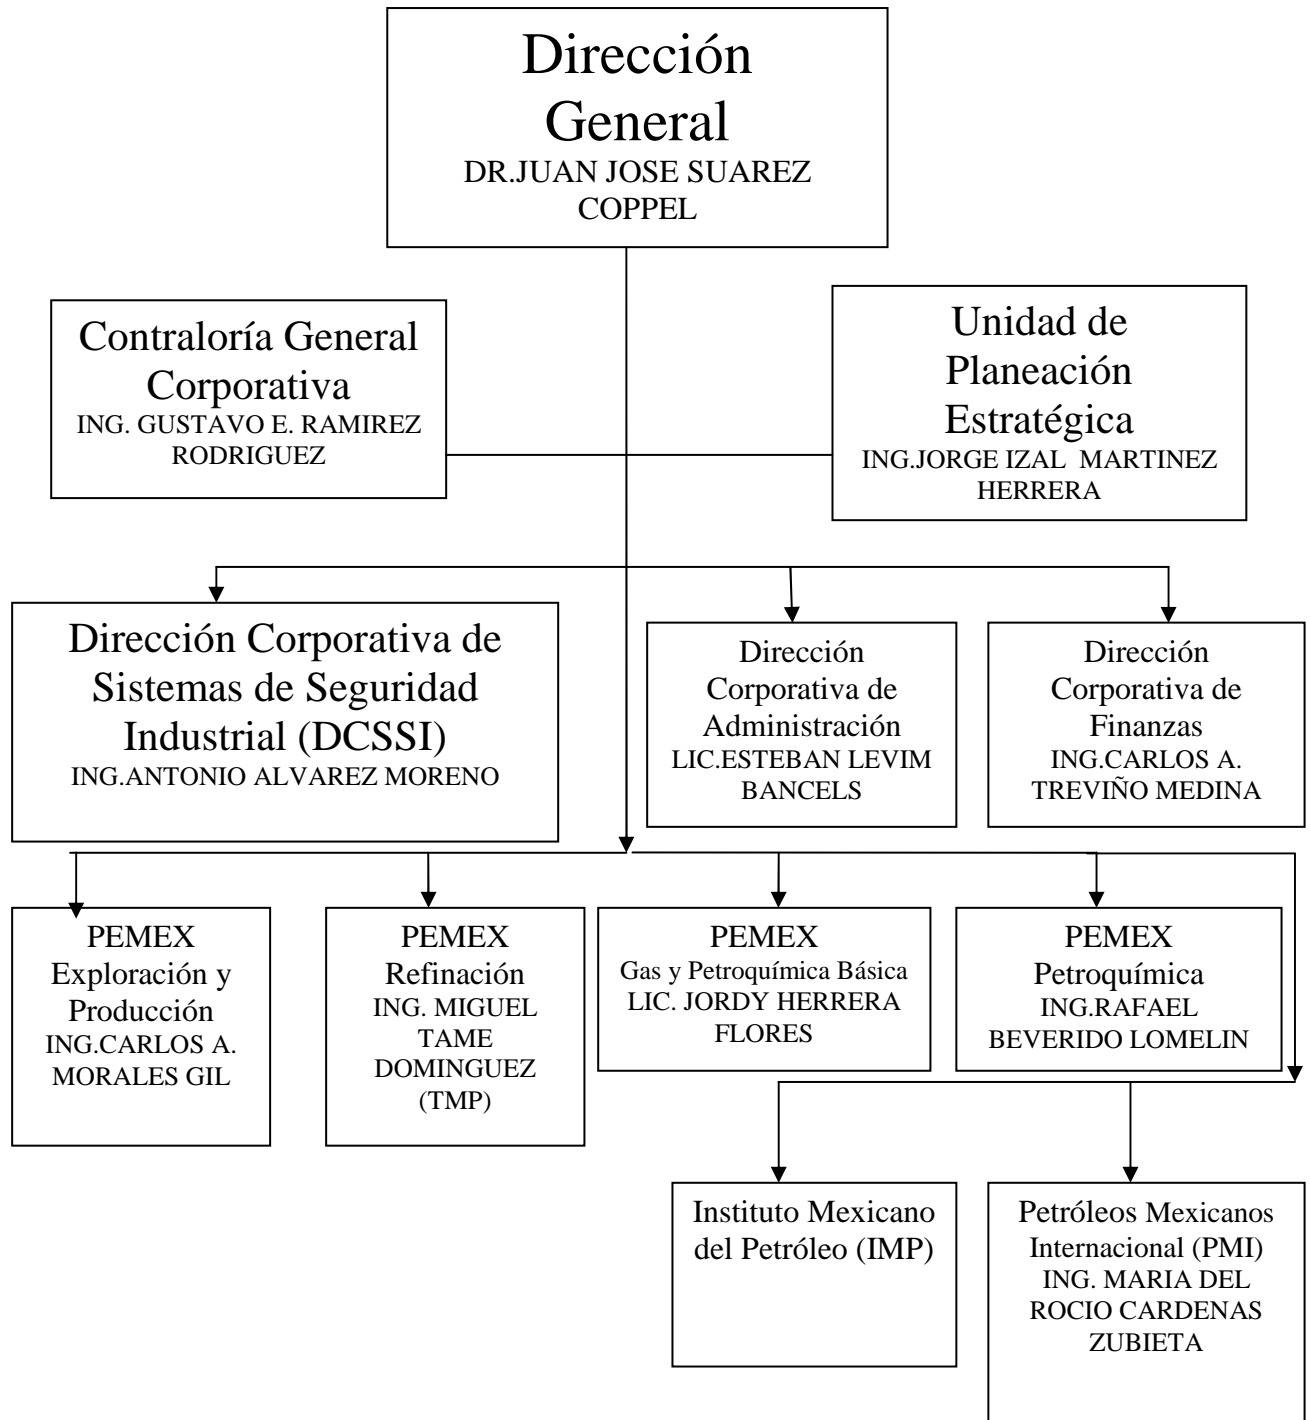 Dirección
General
DR.JUAN JOSE SUAREZ
COPPEL
Contraloría General
Corporativa
ING. GUSTAVO E. RAMIREZ
RODRIGUEZ
Unidad de
Planeación
Estratégica
ING.JORGE IZAL  MARTINEZ
HERRERA
Dirección Corporativa de
Sistemas de Seguridad
Industrial (DCSSI)
ING.ANTONIO ALVAREZ MORENO
Dirección
Corporativa de
Administración
LIC.ESTEBAN LEVIM
BANCELS
Dirección
Corporativa de
Finanzas
ING.CARLOS A.
TREVIÑO MEDINA
PEMEX
Exploración y
Producción
ING.CARLOS A.
MORALES GIL
PEMEX
Refinación
ING. MIGUEL
TAME
DOMINGUEZ
(TMP)
PEMEX
Gas y Petroquímica Básica
LIC. JORDY HERRERA
FLORES
PEMEX
Petroquímica
ING.RAFAEL
BEVERIDO LOMELIN
Instituto Mexicano
del Petróleo (IMP)
Petróleos Mexicanos
Internacional (PMI)
ING. MARIA DEL
ROCIO CARDENAS
ZUBIETA